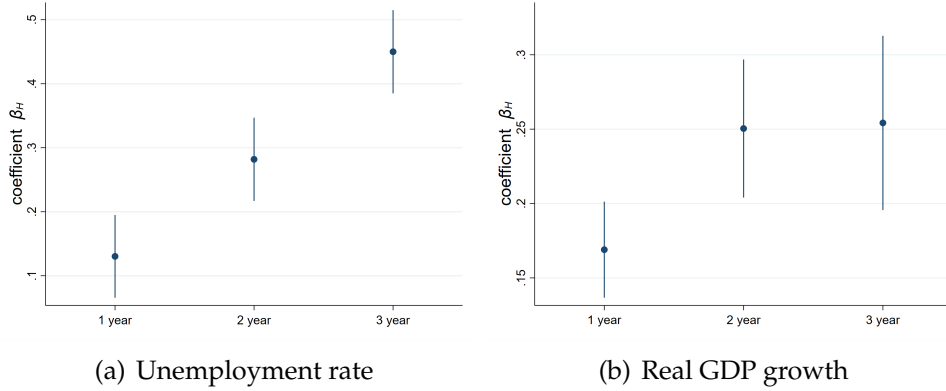 coefficient β_H
.5
.4
.3
.2
.1
1 year 2 year 3 year
(a) Unemployment rate
coefficient β_H
.3
.25
.2
.15
1 year 2 year 3 year
(b) Real GDP growth